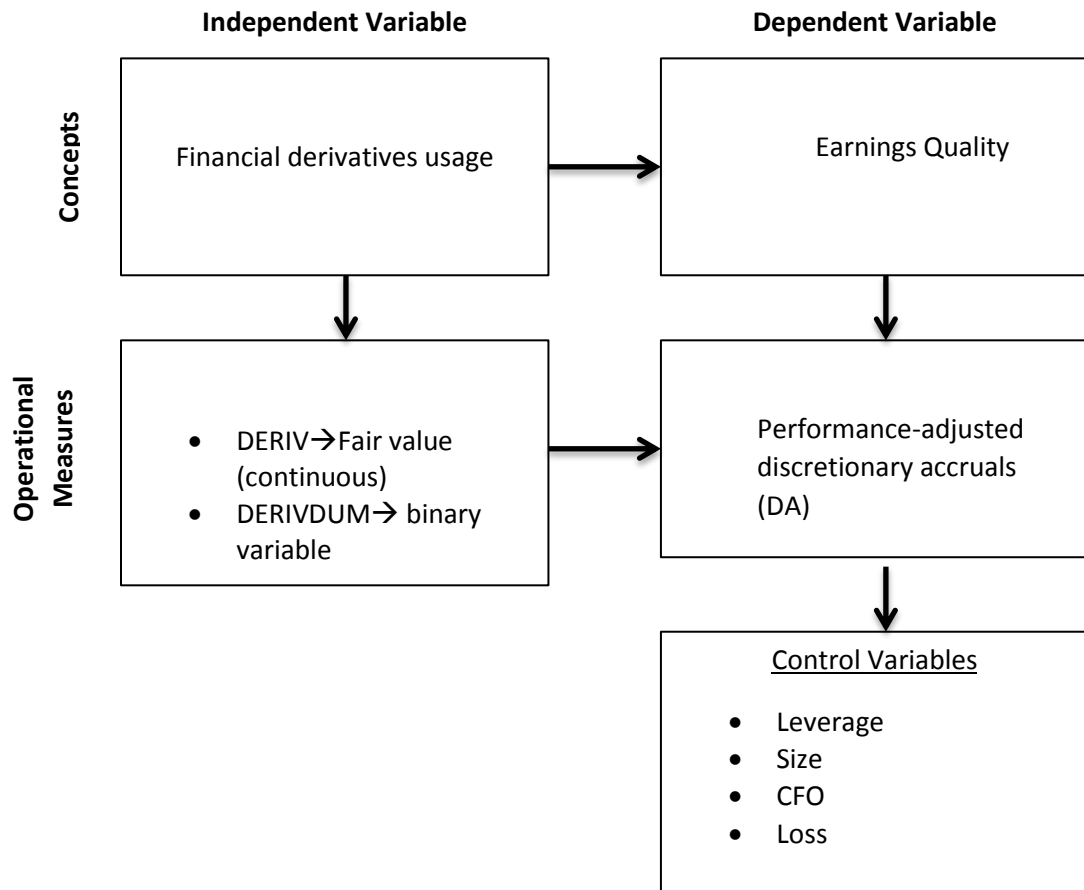 Independent Variable
Dependent Variable
Concepts
Financial derivatives usage
Earnings Quality
Operational
Measures
• DERIV→Fair value
(continuous)
• DERIVDUM→ binary
variable
Performance-adjusted
discretionary accruals
(DA)
Control Variables
• Leverage
• Size
• CFO
• Loss